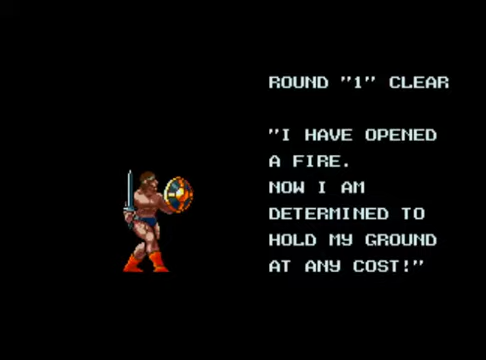 ROUND "1" CLEAR
"I HAVE OPENED
A FIRE.
NOW I AM
DETERMINED TO
HOLD MY GROUND
AT ANY COST!"